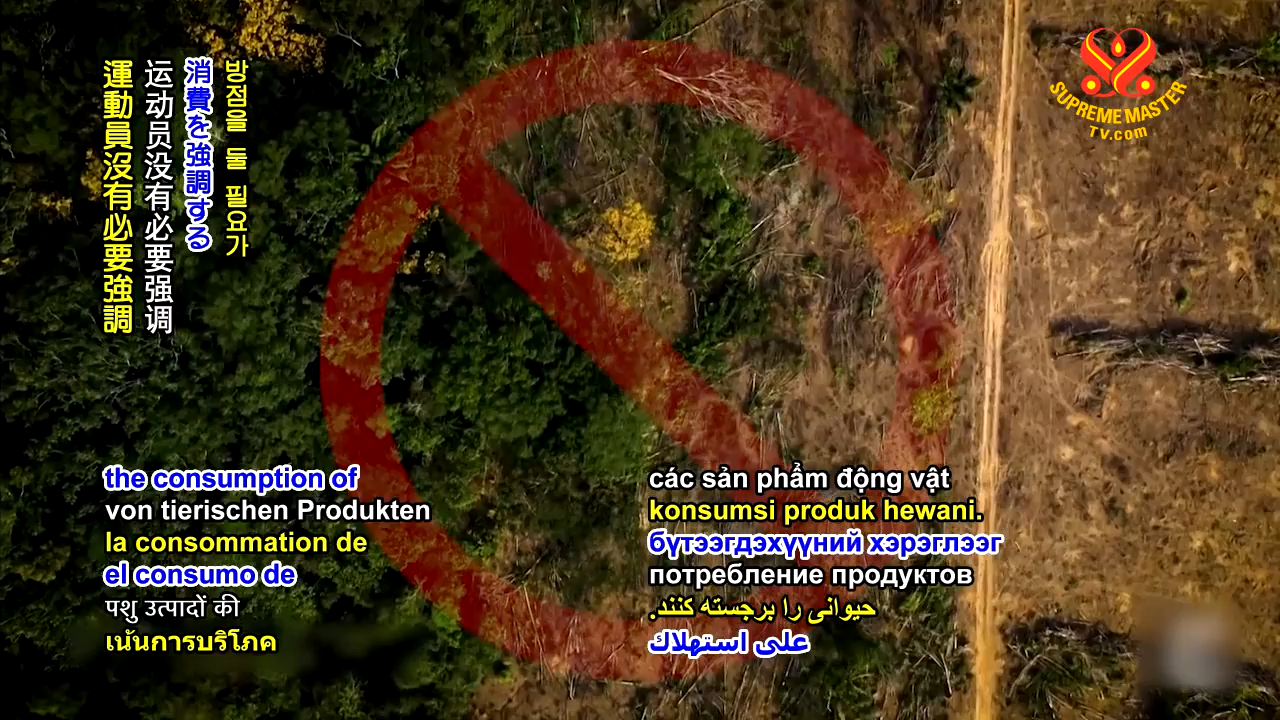 運動員沒有必要強調
运动员没有必要强调
消費を強調する
방점을 둘 필요가
SUPREME MASTER
TV.com
the consumption of
von tierischen Produkten
la consommation de
el consumo de
पशु उत्पादों की
เน้นการบริโภค
các sản phẩm động vật
konsumsi produk hewani.
бүтээгдэхүүний хэрэглээг
потребление продуктов
حیوانی را برجسته کنند.
على استهلاك